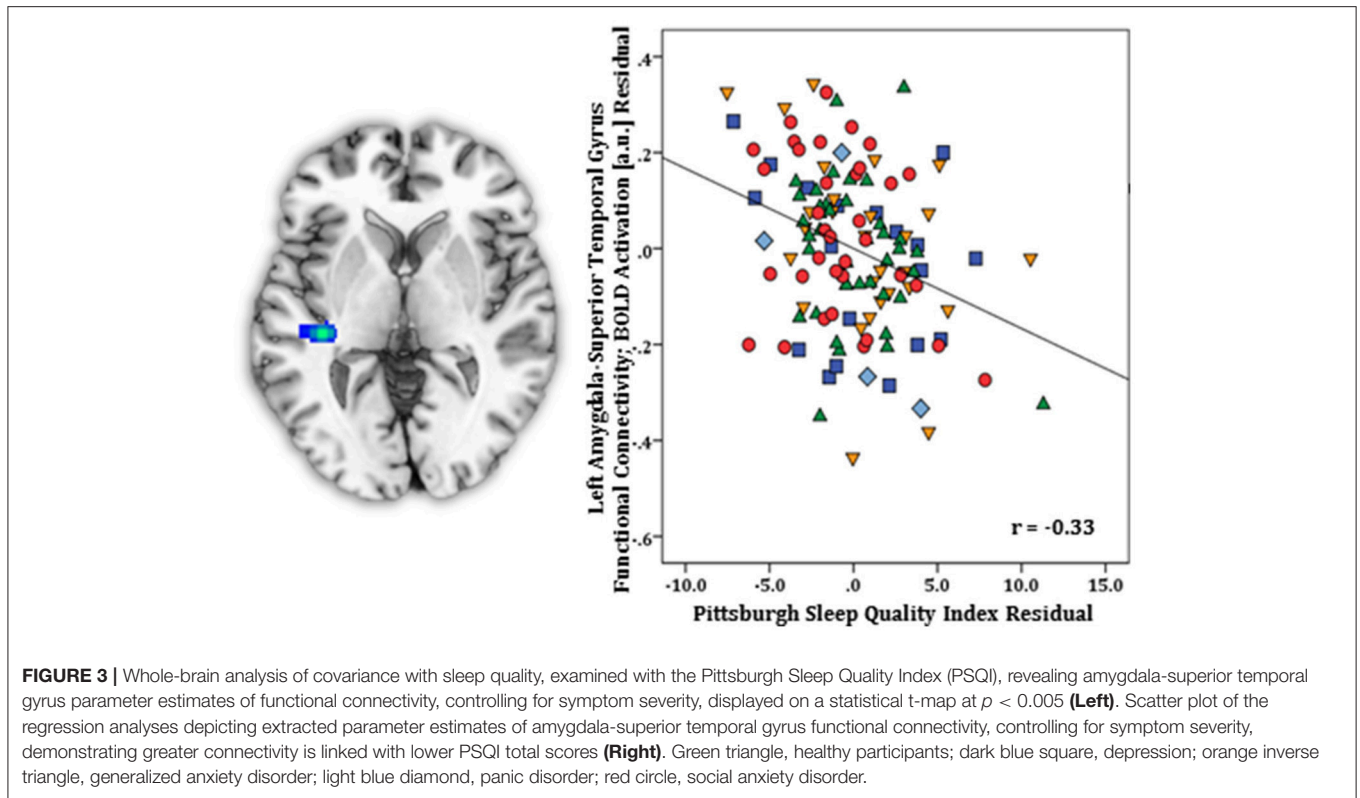 Left Amygdala-Superior Temporal Gyrus
Functional Connectivity; BOLD Activation [a.u.] Residual
.4
.2
.0
-.2
-.4
-.6
r = -0.33
-10.0 -5.0 .0 5.0 10.0 15.0
Pittsburgh Sleep Quality Index Residual
FIGURE 3 | Whole-brain analysis of covariance with sleep quality, examined with the Pittsburgh Sleep Quality Index (PSQI), revealing amygdala-superior temporal
gyrus parameter estimates of functional connectivity, controlling for symptom severity, displayed on a statistical t-map at p < 0.005 (Left). Scatter plot of the
regression analyses depicting extracted parameter estimates of amygdala-superior temporal gyrus functional connectivity, controlling for symptom severity,
demonstrating greater connectivity is linked with lower PSQI total scores (Right). Green triangle, healthy participants; dark blue square, depression; orange inverse
triangle, generalized anxiety disorder; light blue diamond, panic disorder; red circle, social anxiety disorder.